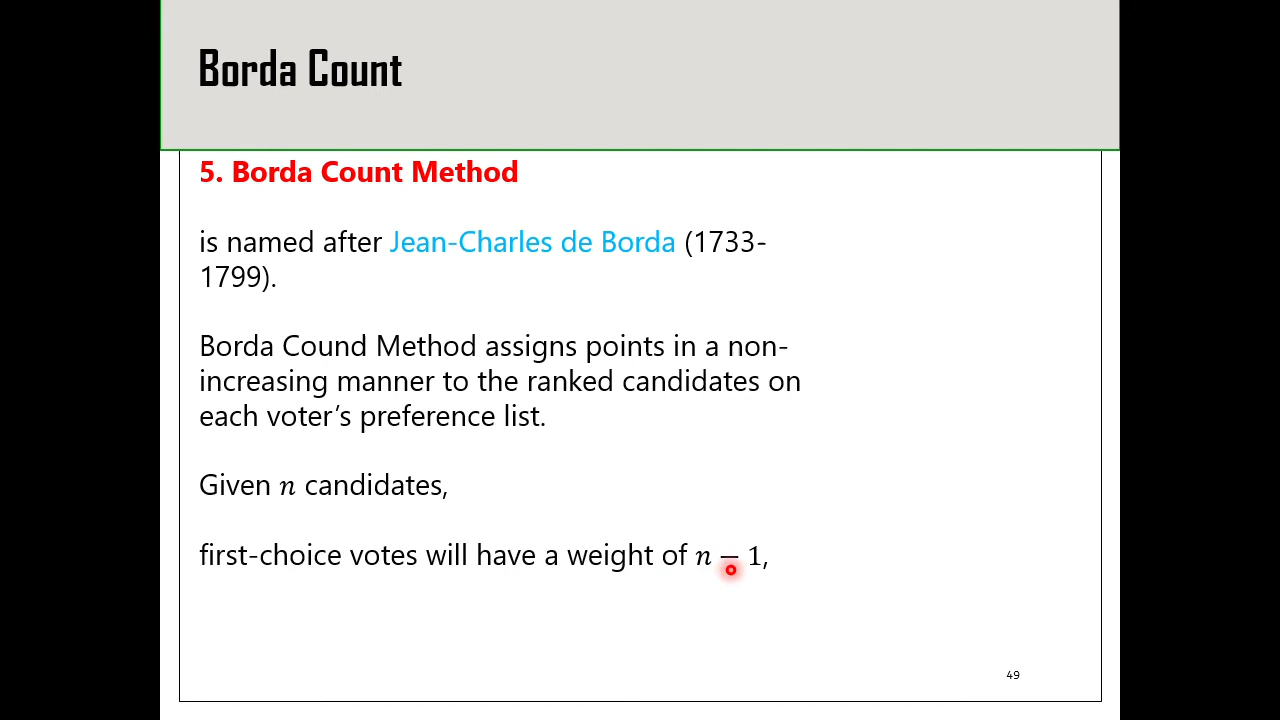 Borda Count
5. Borda Count Method
is named after Jean-Charles de Borda (1733-
1799).
Borda Cound Method assigns points in a non-
increasing manner to the ranked candidates on
each voter’s preference list.
Given n candidates,
first-choice votes will have a weight of n − 1,
49